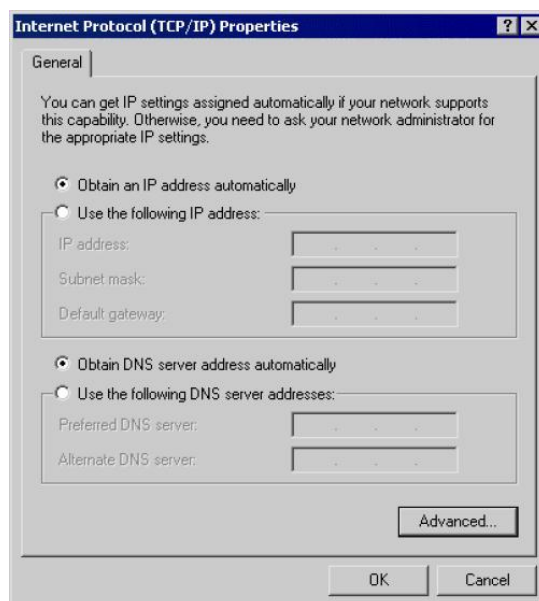 Internet Protocol (TCP/IP) Properties
General
You can get IP settings assigned automatically if your network supports
this capability. Otherwise, you need to ask your network administrator for
the appropriate IP settings.
Obtain an IP address automatically
Use the following IP address:
IP address:
Subnet mask:
Default gateway:
Obtain DNS server address automatically
Use the following DNS server addresses:
Preferred DNS server:
Alternate DNS server:
Advanced...
OK Cancel